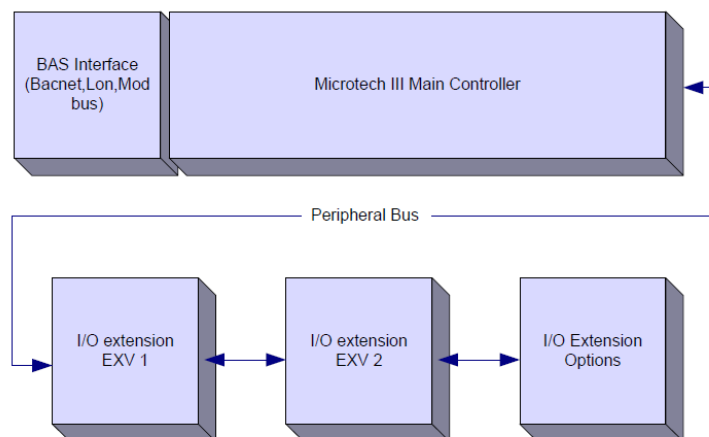 BAS Interface
(Bacnet,Lon,Mod
bus)
Microtech III Main Controller
Peripheral Bus
I/O extension
EXV 1
I/O extension
EXV 2
I/O Extension
Options